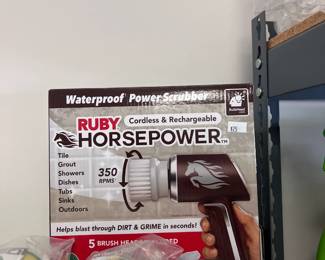 Waterproof Power Scrubber
Cordless & Rechargeable
RUBY
HORSEPOWER™
Tile
Grout
Showers
Dishes
Tubs
Sinks
Outdoors
350
RPMS
Helps blast through DIRT & GRIME in seconds!
5 BRUSH HEADS